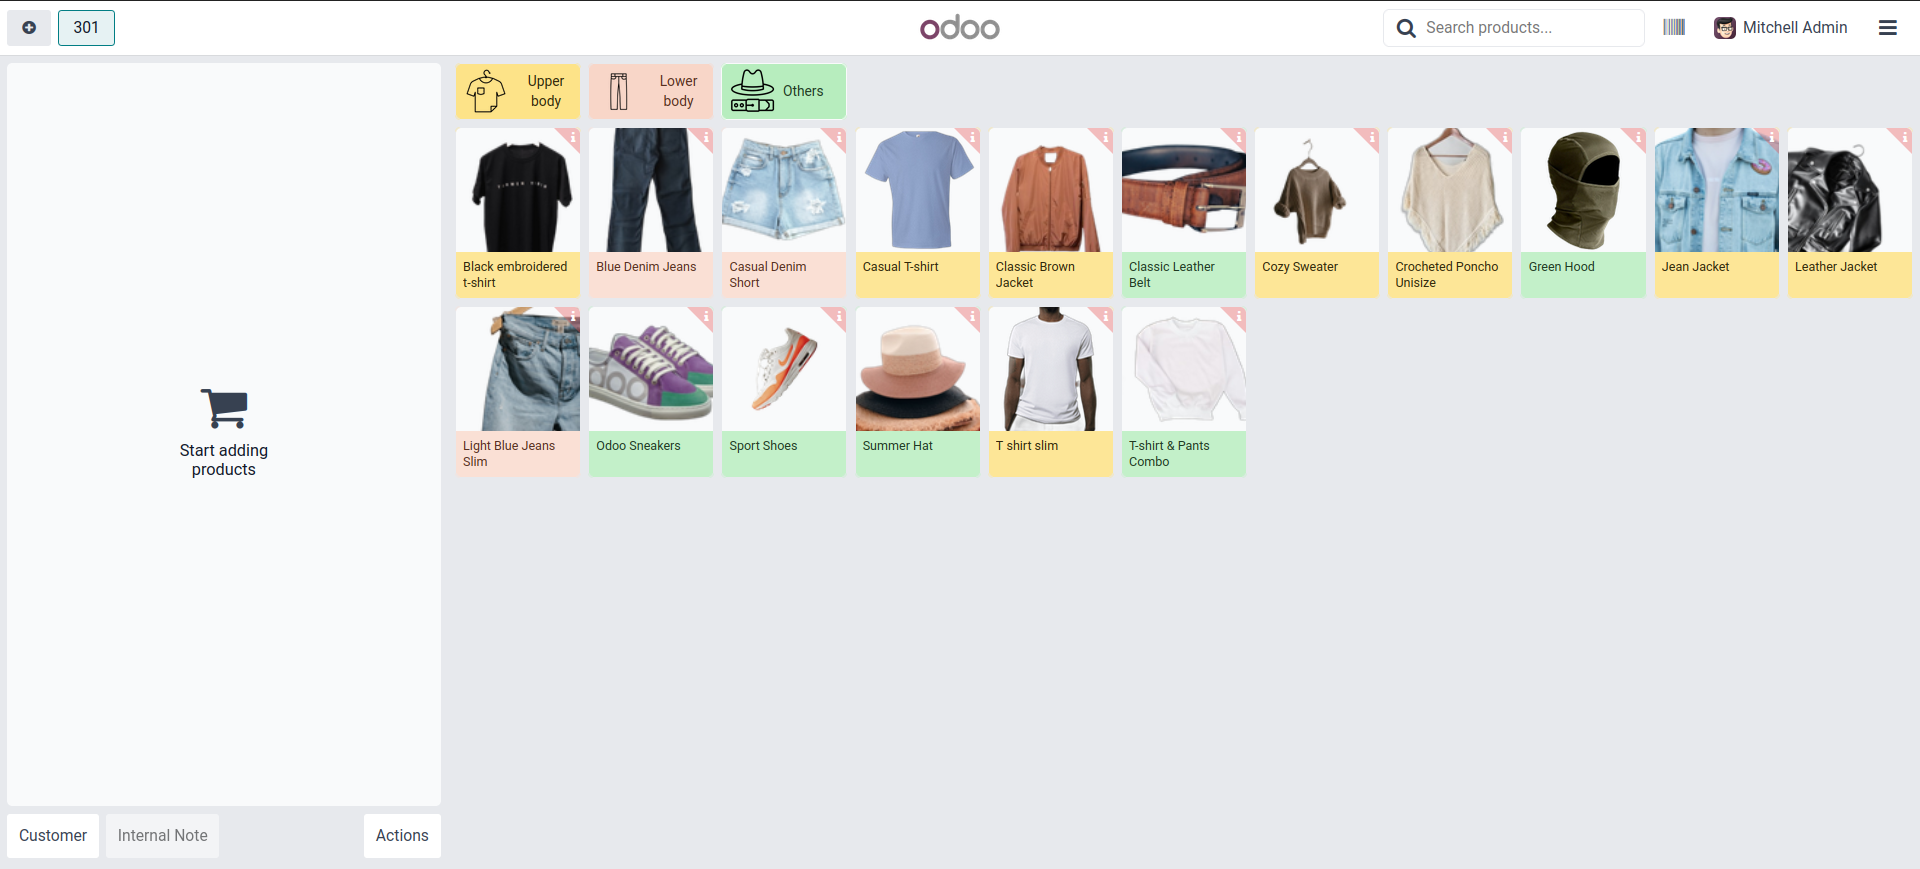 301
odoo
Search products...
Mitchell Admin
Upper
body
Lower
body
Others
Start adding
products
Black embroidered
t-shirt
Blue Denim Jeans
Casual Denim
Short
Casual T-shirt
Classic Brown
Jacket
Classic Leather
Belt
Cozy Sweater
Crocheted Poncho
Unisize
Green Hood
Jean Jacket
Leather Jacket
Light Blue Jeans
Slim
Odoo Sneakers
Sport Shoes
Summer Hat
T shirt slim
T-shirt & Pants
Combo
Customer
Internal Note
Actions